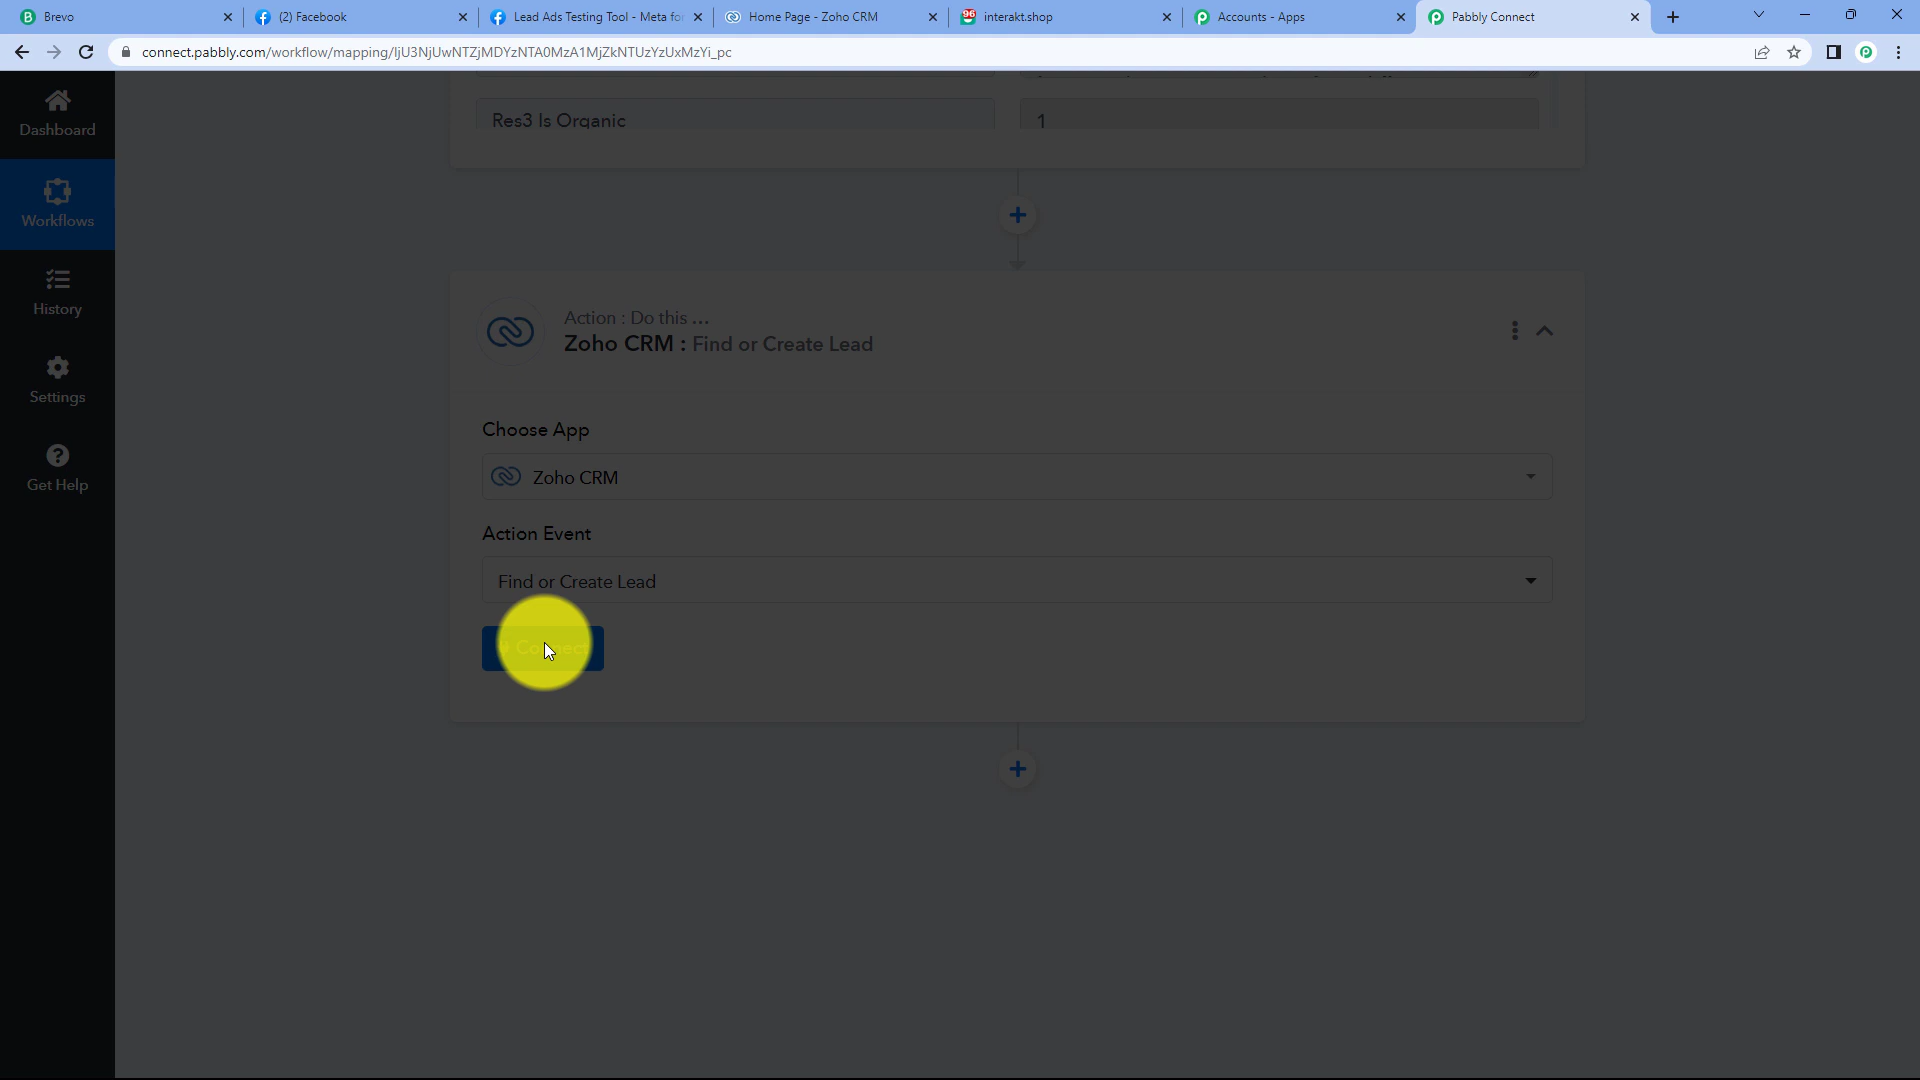 Brevo
(2) Facebook
Lead Ads Testing Tool - Meta fo
Home Page - Zoho CRM
96
interakt.shop
Accounts - Apps
Pabbly Connect
connect.pabbly.com/workflow/mapping/IjU3NjUwNTZjMDYzNTA0MzA1MjZkNTUzYzUxMzYi_pc
Dashboard
Workflows
History
Settings
Get Help
Res3 Is Organic
1
Action : Do this ...
Zoho CRM : Find or Create Lead
Choose App
Zoho CRM
Action Event
Find or Create Lead
+ Connect